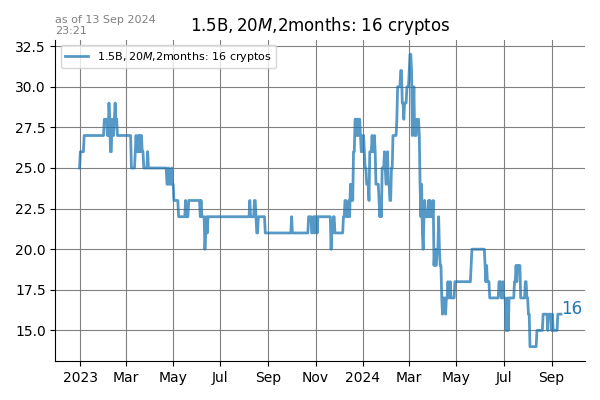 as of 13 Sep 2024
23:21
1.5B, 20M,2months: 16 cryptos
1.5B, 20M,2months: 16 cryptos
32.5
30.0
27.5
25.0
22.5
20.0
17.5
15.0
16
2023 Mar May Jul Sep Nov 2024 Mar May Jul Sep